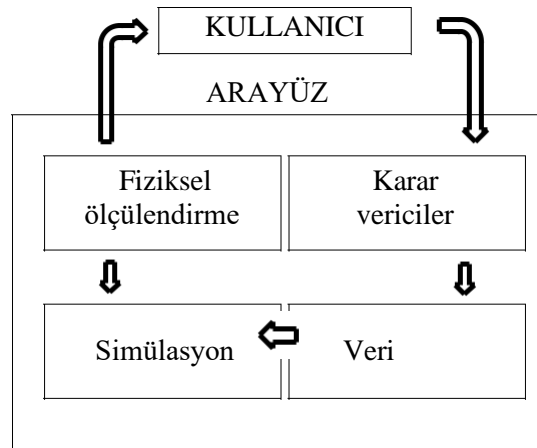 KULLANICI
ARAYÜZ
Fiziksel
ölçülendirme
Karar
vericiler
Simülasyon
Veri